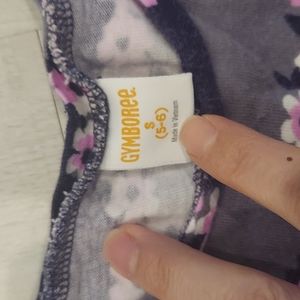 GYMBOREE.
S
(5-6)
Made in Vietnam